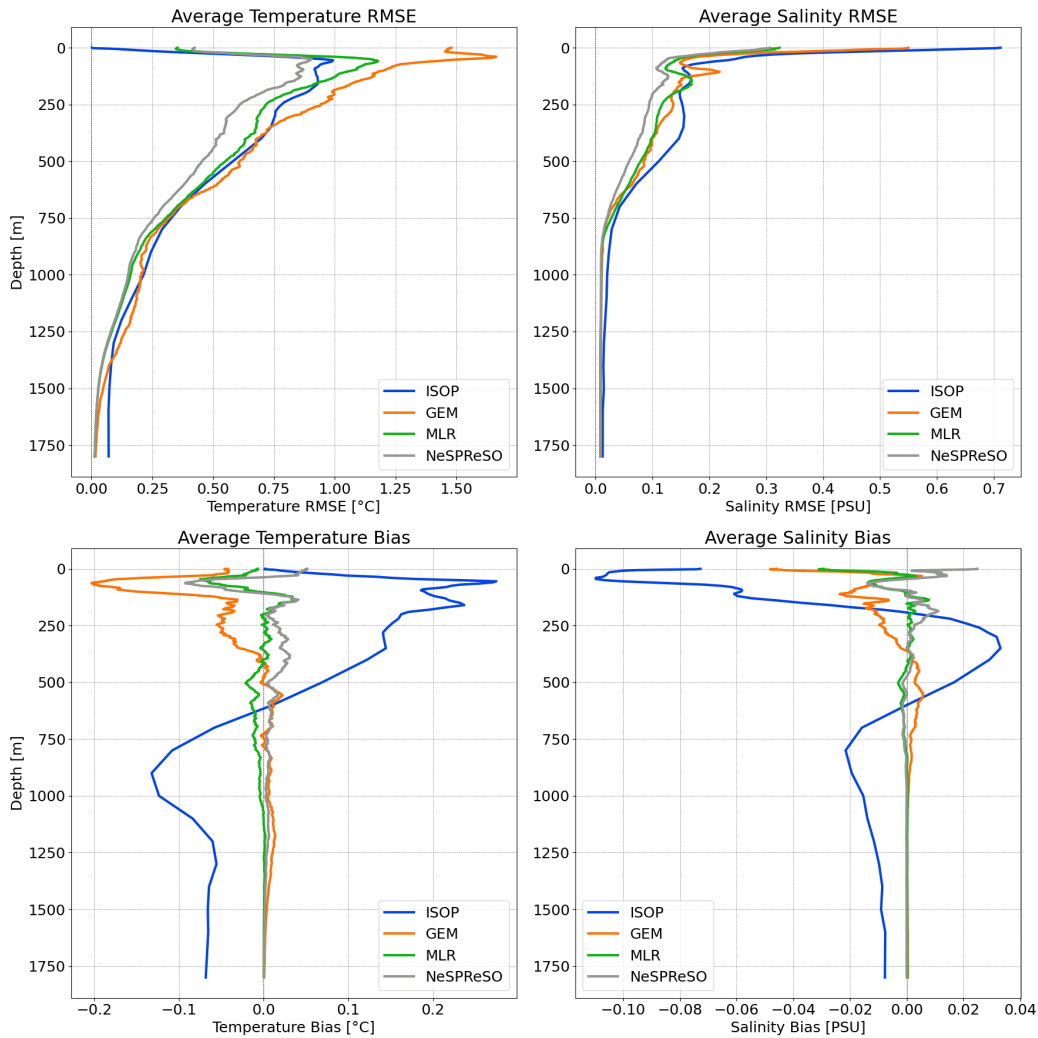 Average Temperature RMSE
Depth [m]
0
250
500
750
1000
1250
1500
1750
0.00 0.25 0.50 0.75 1.00 1.25 1.50
Temperature RMSE [°C]
ISOP
GEM
MLR
NeSPReSO
Average Salinity RMSE
0
250
500
750
1000
1250
1500
1750
0.0 0.1 0.2 0.3 0.4 0.5 0.6 0.7
Salinity RMSE [PSU]
ISOP
GEM
MLR
NeSPReSO
Average Temperature Bias
Depth [m]
0
250
500
750
1000
1250
1500
1750
−0.2 −0.1 0.0 0.1 0.2
Temperature Bias [°C]
ISOP
GEM
MLR
NeSPReSO
Average Salinity Bias
0
250
500
750
1000
1250
1500
1750
−0.10 −0.08 −0.06 −0.04 −0.02 0.00 0.02 0.04
Salinity Bias [PSU]
ISOP
GEM
MLR
NeSPReSO